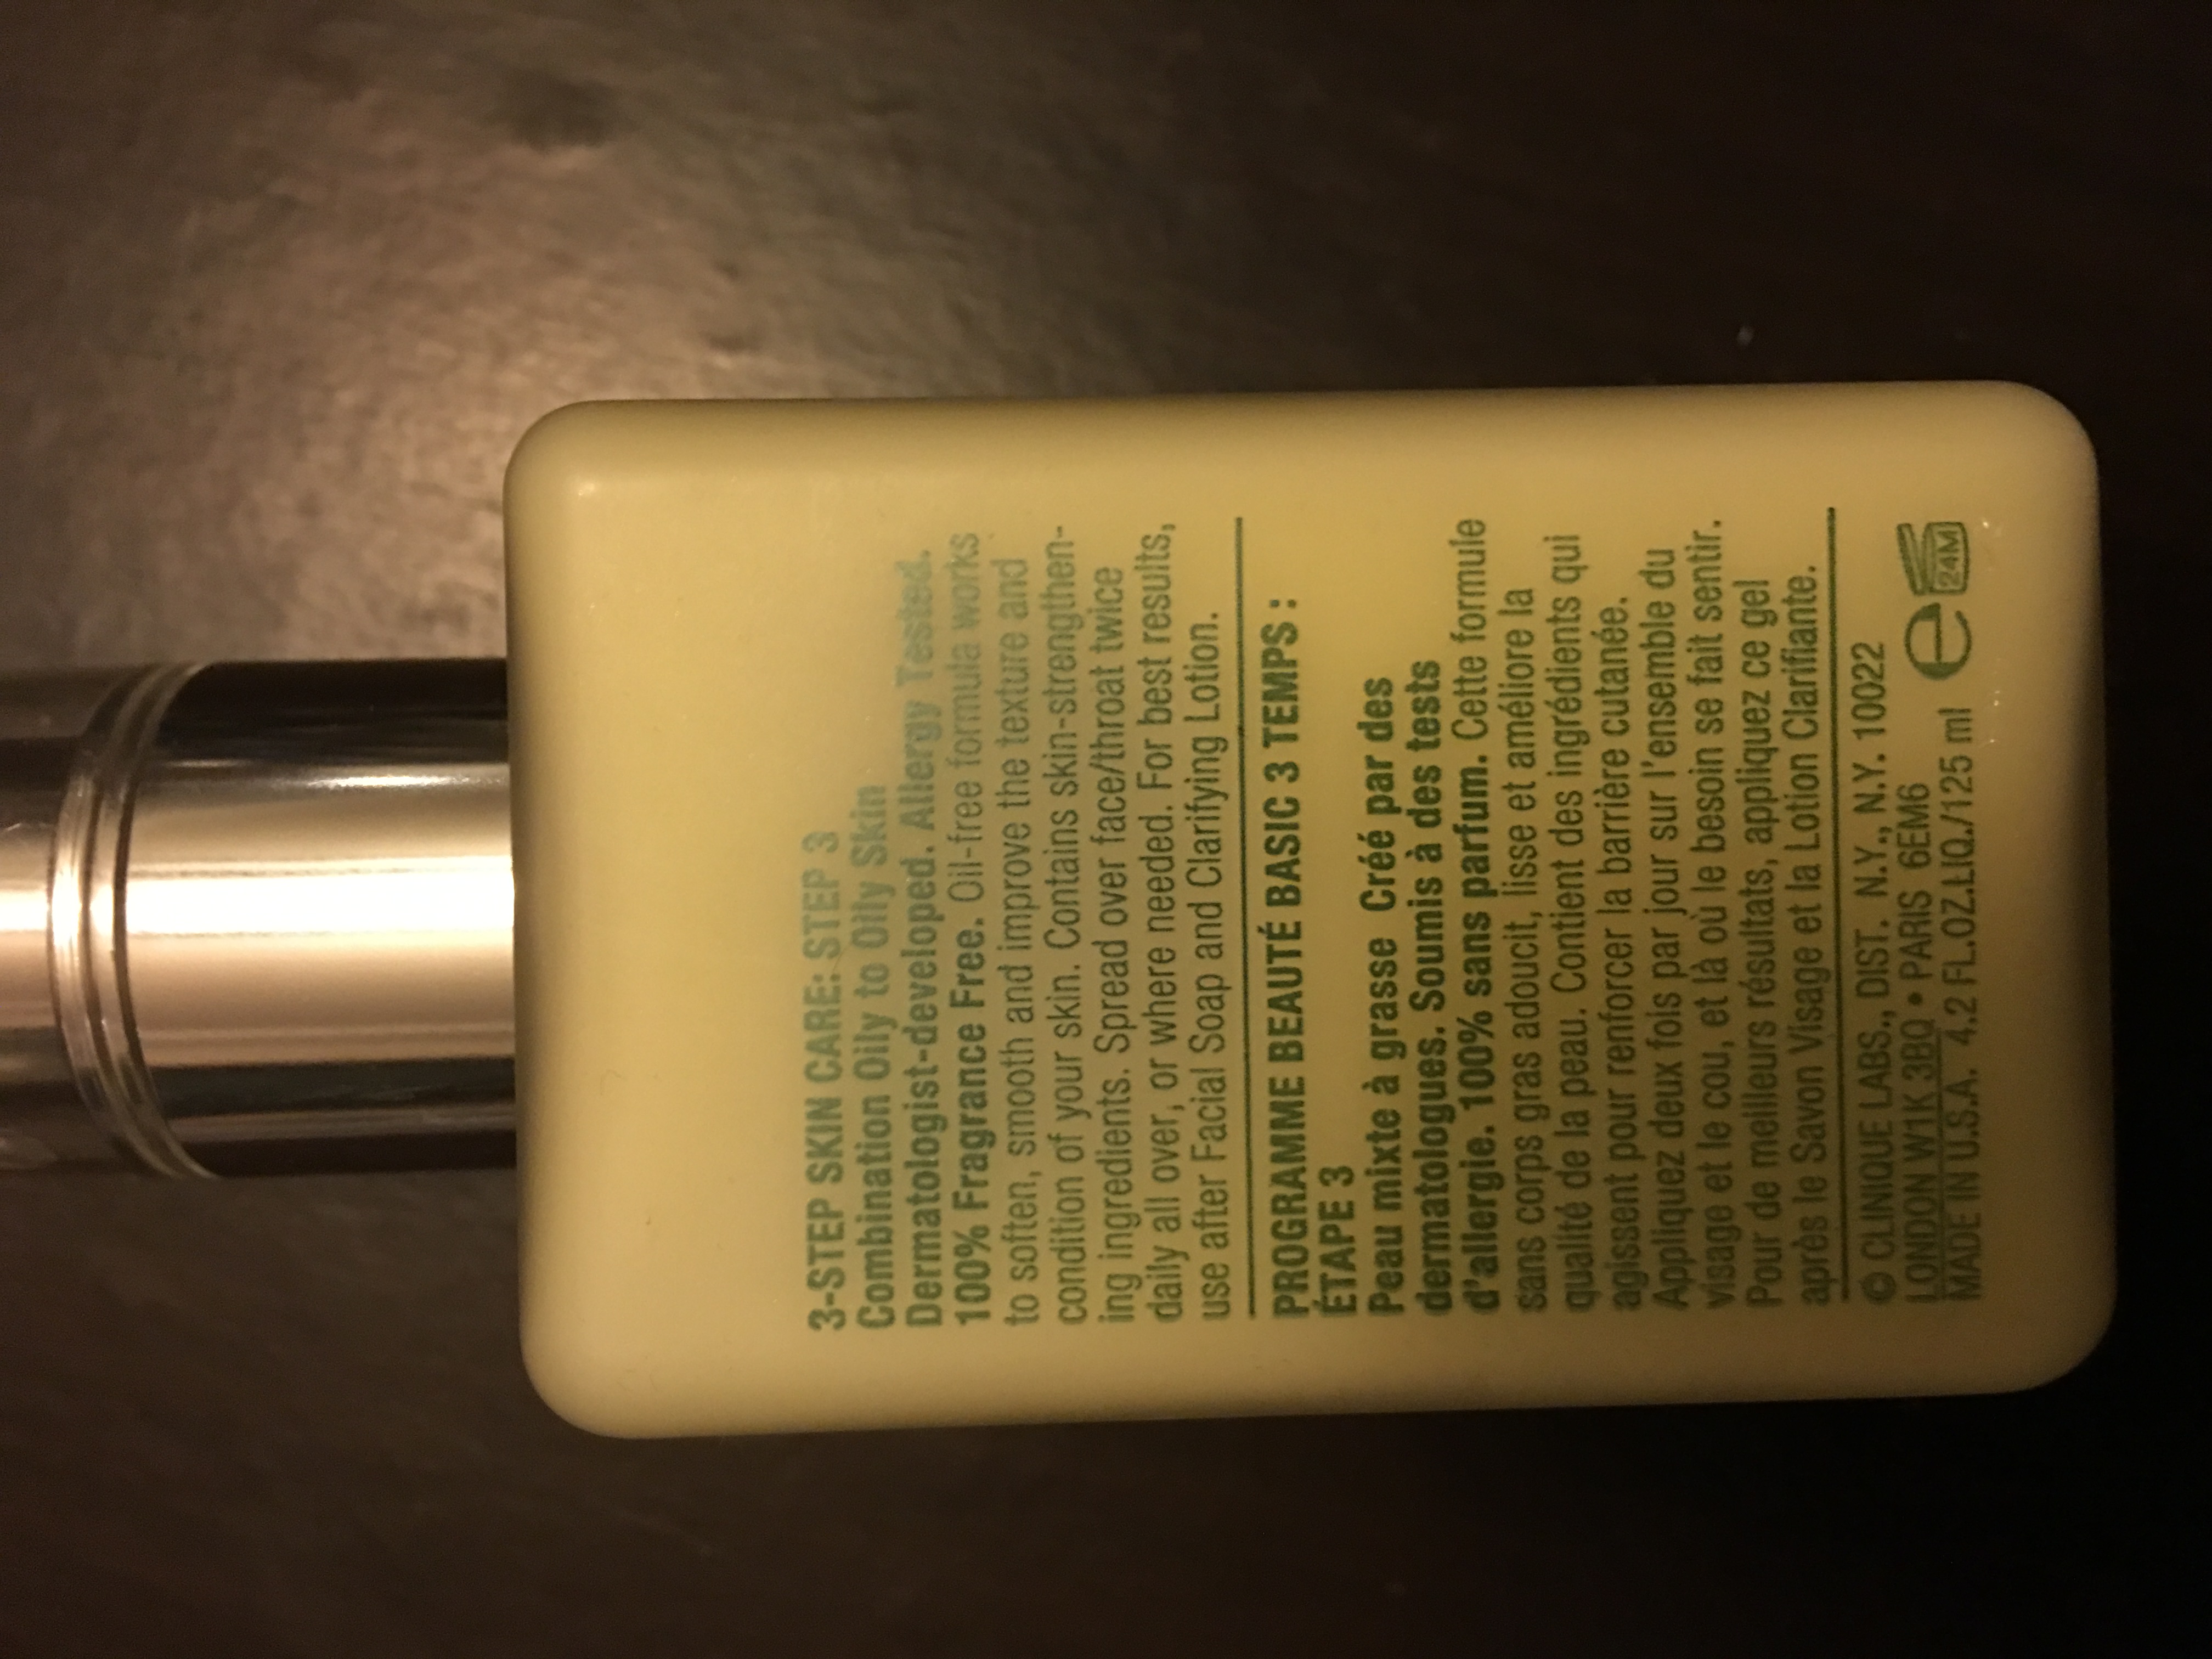 3-STEP SKIN CARE: STEP 3
Combination Oily to Oily Skin
Dermatologist-developed. Allergy Tested.
100% Fragrance Free. Oil-free formula works
to soften, smooth and improve the texture and
condition of your skin. Contains skin-strengthen-
ing ingredients. Spread over face/throat twice
daily all over, or where needed. For best results,
use after Facial Soap and Clarifying Lotion.
PROGRAMME BEAUTÉ BASIC 3 TEMPS :
ÉTAPE 3
Peau mixte à grasse Créé par des
dermatologues. Soumis à des tests
d'allergie. 100% sans parfum. Cette formule
sans corps gras adoucit, lisse et améliore la
qualité de la peau. Contient des ingrédients qui
agissent pour renforcer la barrière cutanée.
Appliquez deux fois par jour sur l'ensemble du
visage et le cou, et là où le besoin se fait sentir.
Pour de meilleurs résultats, appliquez ce gel
après le Savon Visage et la Lotion Clarifiante.
© CLINIQUE LABS., DIST. N.Y., N.Y. 10022
LONDON W1K 3BQ • PARIS 6EM6
MADE IN U.S.A. 4.2 FL.OZ.LIQ./125 ml e 24M